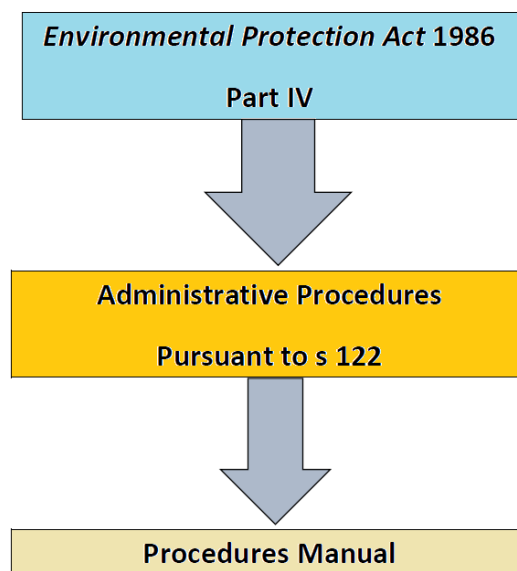 Environmental Protection Act 1986
Part IV
Administrative Procedures
Pursuant to s 122
Procedures Manual